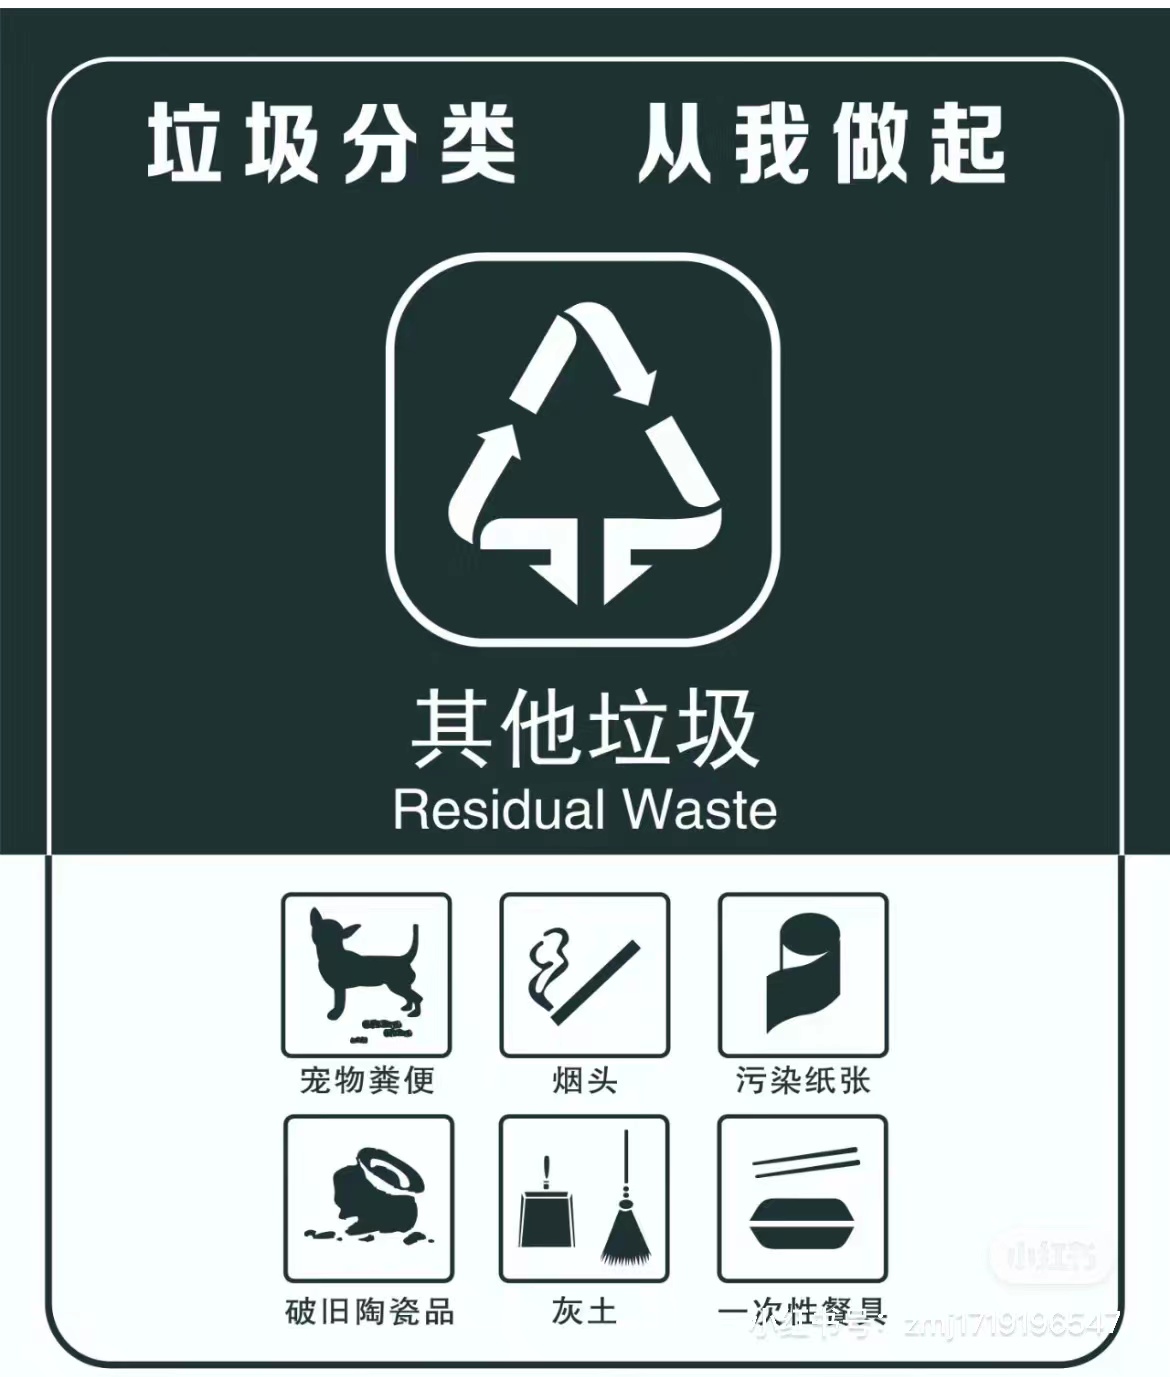 垃圾分类 从我做起
其他垃圾
Residual Waste
宠物粪便 烟头 污染纸张
破旧陶瓷品 灰土 一次性餐具
小红书
小红书号: zmj1719196547